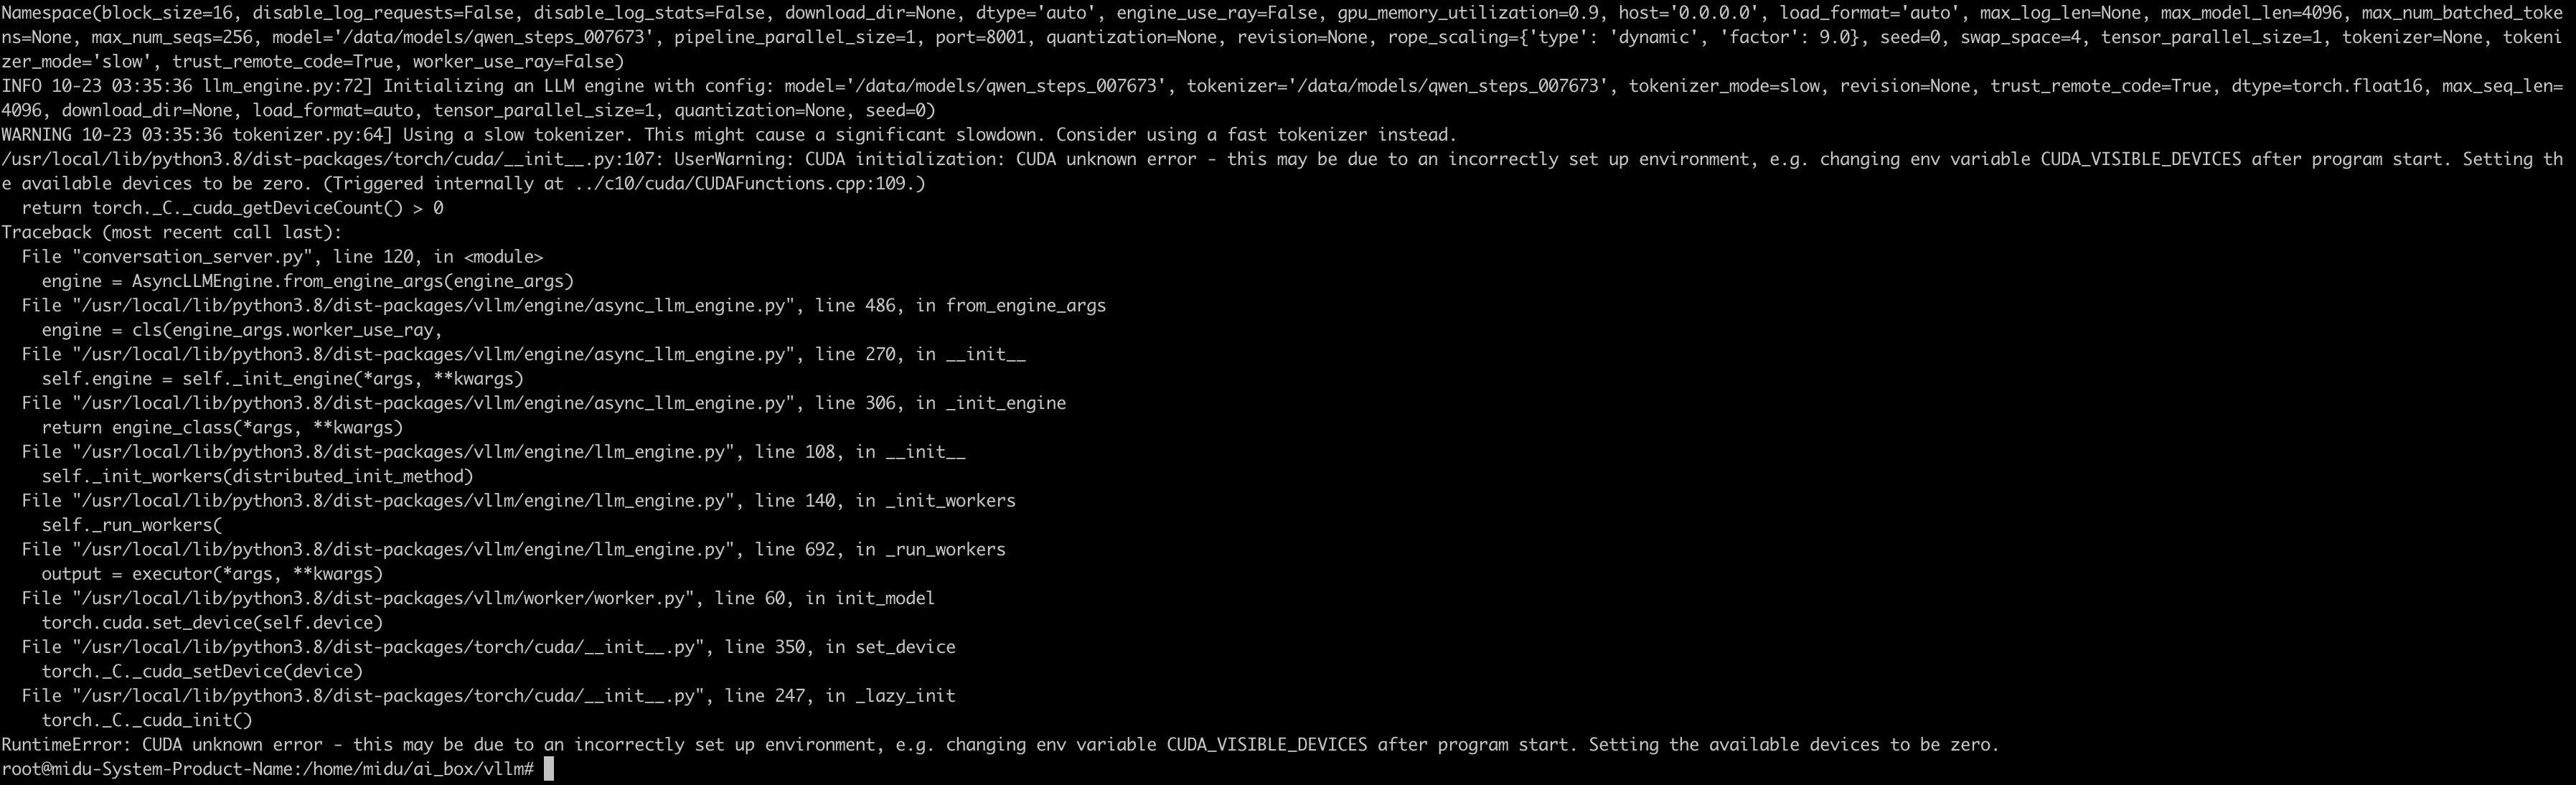 Namespace(block_size=16, disable_log_requests=False, disable_log_stats=False, download_dir=None, dtype='auto', engine_use_ray=False, gpu_memory_utilization=0.9, host='0.0.0.0', load_format='auto', max_log_len=None, max_model_len=4096, max_num_batched_toke
ns=None, max_num_seqs=256, model='/data/models/qwen_steps_007673', pipeline_parallel_size=1, port=8001, quantization=None, revision=None, rope_scaling={'type': 'dynamic', 'factor': 9.0}, seed=0, swap_space=4, tensor_parallel_size=1, tokenizer=None, tokeni
zer_mode='slow', trust_remote_code=True, worker_use_ray=False)
INFO 10-23 03:35:36 llm_engine.py:72] Initializing an LLM engine with config: model='/data/models/qwen_steps_007673', tokenizer='/data/models/qwen_steps_007673', tokenizer_mode=slow, revision=None, trust_remote_code=True, dtype=torch.float16, max_seq_len=
4096, download_dir=None, load_format=auto, tensor_parallel_size=1, quantization=None, seed=0)
WARNING 10-23 03:35:36 tokenizer.py:64] Using a slow tokenizer. This might cause a significant slowdown. Consider using a fast tokenizer instead.
/usr/local/lib/python3.8/dist-packages/torch/cuda/__init__.py:107: UserWarning: CUDA initialization: CUDA unknown error - this may be due to an incorrectly set up environment, e.g. changing env variable CUDA_VISIBLE_DEVICES after program start. Setting th
e available devices to be zero. (Triggered internally at ../c10/cuda/CUDAFunctions.cpp:109.)
  return torch._C._cuda_getDeviceCount() > 0
Traceback (most recent call last):
  File "conversation_server.py", line 120, in <module>
    engine = AsyncLLMEngine.from_engine_args(engine_args)
  File "/usr/local/lib/python3.8/dist-packages/vllm/engine/async_llm_engine.py", line 486, in from_engine_args
    engine = cls(engine_args.worker_use_ray,
  File "/usr/local/lib/python3.8/dist-packages/vllm/engine/async_llm_engine.py", line 270, in __init__
    self.engine = self._init_engine(*args, **kwargs)
  File "/usr/local/lib/python3.8/dist-packages/vllm/engine/async_llm_engine.py", line 306, in _init_engine
    return engine_class(*args, **kwargs)
  File "/usr/local/lib/python3.8/dist-packages/vllm/engine/llm_engine.py", line 108, in __init__
    self._init_workers(distributed_init_method)
  File "/usr/local/lib/python3.8/dist-packages/vllm/engine/llm_engine.py", line 140, in _init_workers
    self._run_workers(
  File "/usr/local/lib/python3.8/dist-packages/vllm/engine/llm_engine.py", line 692, in _run_workers
    output = executor(*args, **kwargs)
  File "/usr/local/lib/python3.8/dist-packages/vllm/worker/worker.py", line 60, in init_model
    torch.cuda.set_device(self.device)
  File "/usr/local/lib/python3.8/dist-packages/torch/cuda/__init__.py", line 350, in set_device
    torch._C._cuda_setDevice(device)
  File "/usr/local/lib/python3.8/dist-packages/torch/cuda/__init__.py", line 247, in _lazy_init
    torch._C._cuda_init()
RuntimeError: CUDA unknown error - this may be due to an incorrectly set up environment, e.g. changing env variable CUDA_VISIBLE_DEVICES after program start. Setting the available devices to be zero.
root@midu-System-Product-Name:/home/midu/ai_box/vllm#